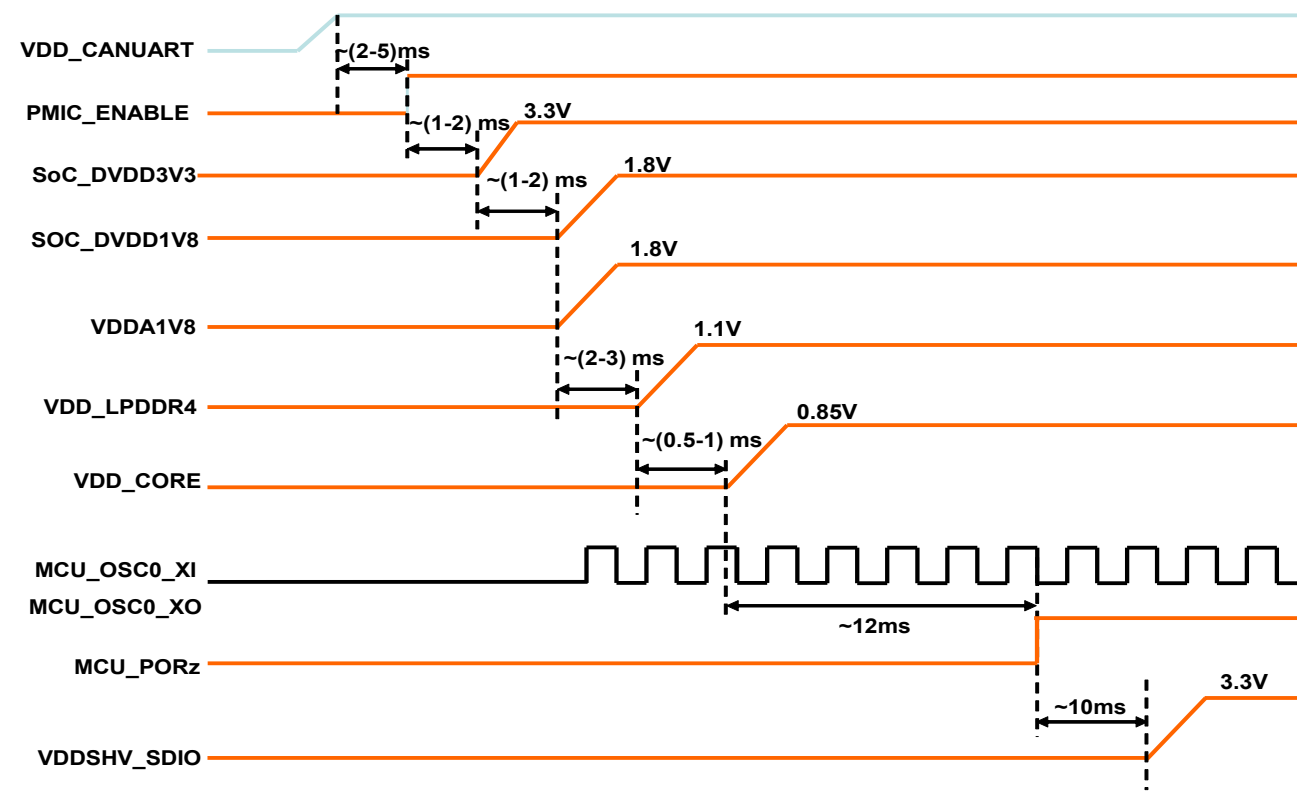 VDD_CANUART
~(2-5)ms
PMIC_ENABLE
~(1-2) ms
3.3V
SoC_DVDD3V3
~(1-2) ms
1.8V
SOC_DVDD1V8
1.8V
VDDA1V8
1.1V
~(2-3) ms
VDD_LPDDR4
0.85V
~(0.5-1) ms
VDD_CORE
MCU_OSC0_XI
MCU_OSC0_XO
~12ms
MCU_PORz
3.3V
~10ms
VDDSHV_SDIO